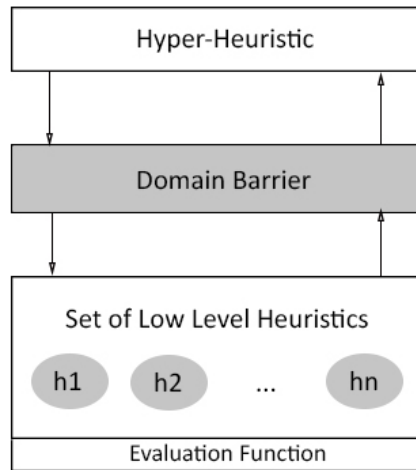 Hyper-Heuristic
Domain Barrier
Set of Low Level Heuristics
h1 h2 ... hn
Evaluation Function